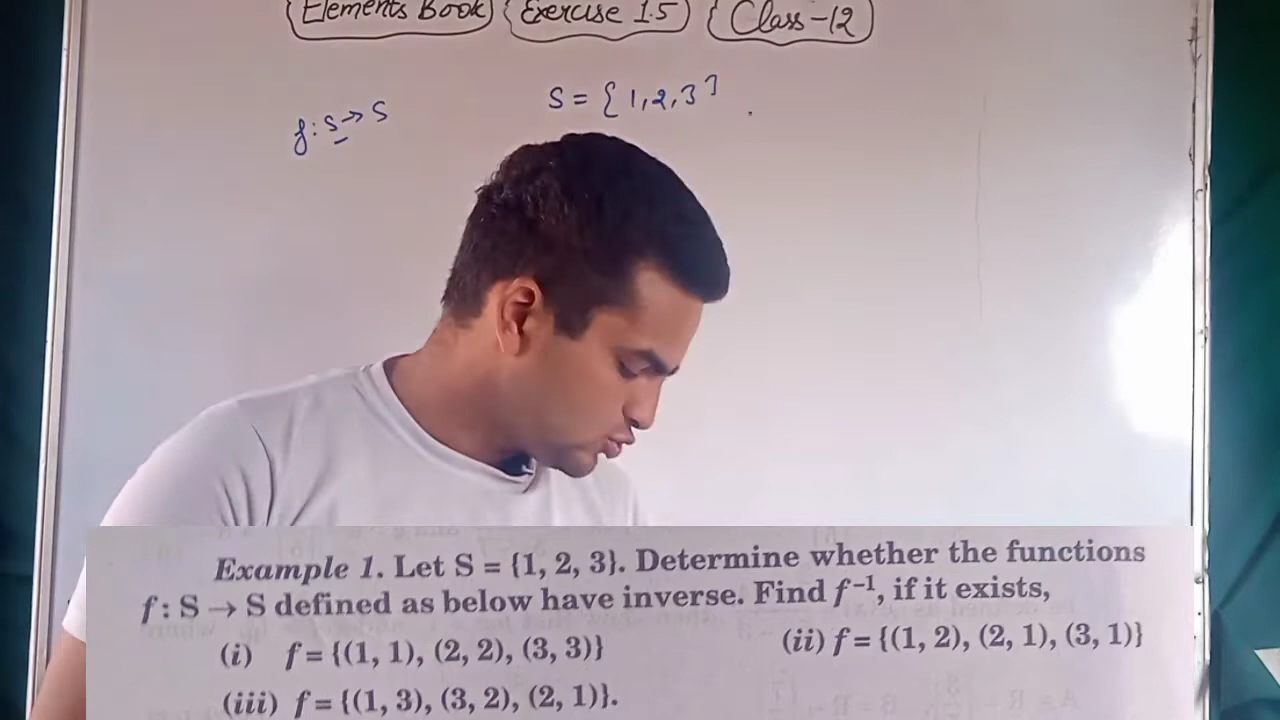 Elements Book Exercise 1.5 Class-12
f: S → S S = {1,2,3}
Example 1. Let S = {1, 2, 3}. Determine whether the functions
f : S → S defined as below have inverse. Find f⁻¹, if it exists,
(i) f = {(1, 1), (2, 2), (3, 3)} (ii) f = {(1, 2), (2, 1), (3, 1)}
(iii) f = {(1, 3), (3, 2), (2, 1)}.